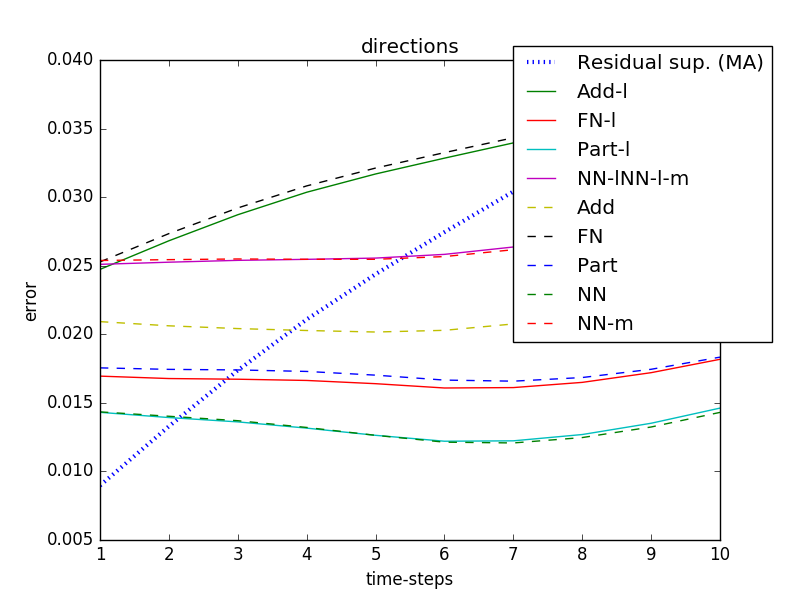 directions
0.040
0.035
0.030
0.025
0.020
0.015
0.010
0.005
error
1 2 3 4 5 6 7 8 9 10
time-steps
Residual sup. (MA)
Add-l
FN-l
Part-l
NN-lNN-l-m
Add
FN
Part
NN
NN-m